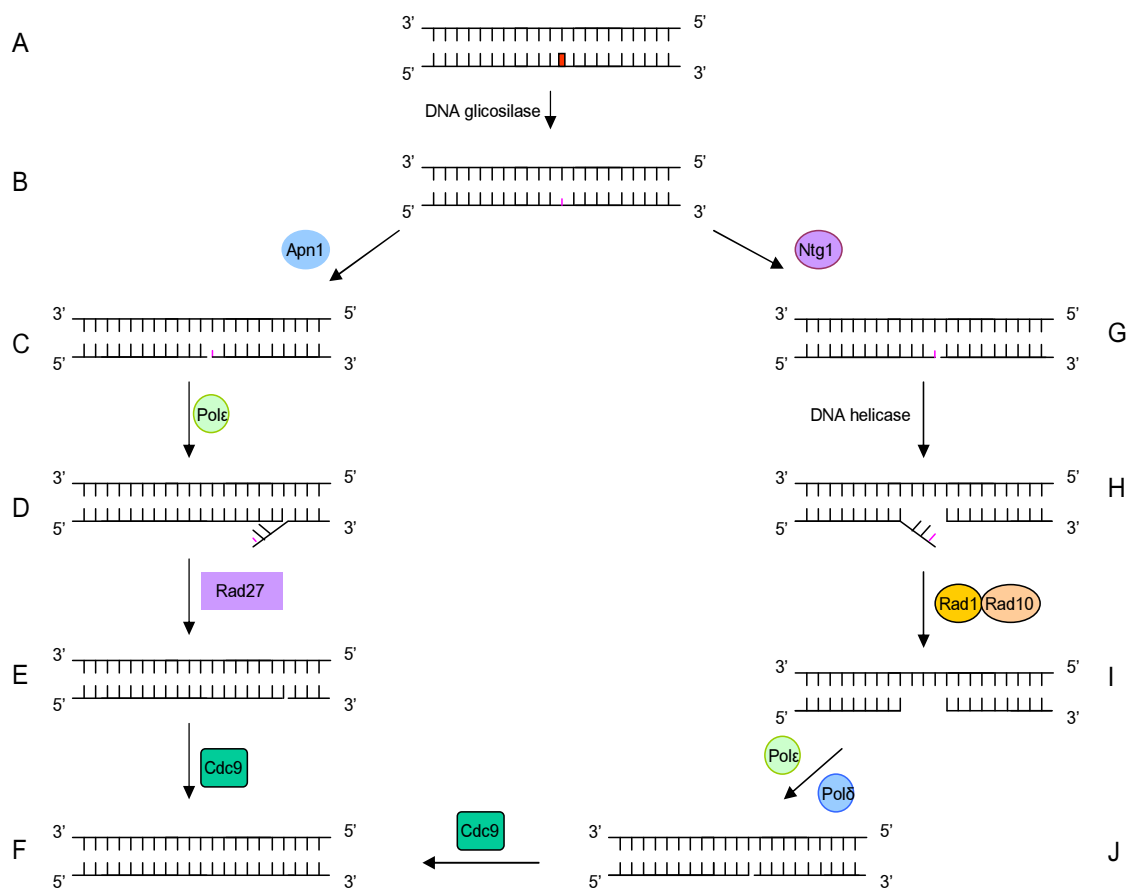 A
3’ 5’
5’ 3’
DNA glicosilase
B
3’ 5’
5’ 3’
Apn1
Ntg1
C
3’ 5’
5’ 3’
G
3’ 5’
5’ 3’
Polε
DNA helicase
D
3’ 5’
5’ 3’
H
3’ 5’
5’ 3’
Rad27
Rad1 Rad10
E
3’ 5’
5’ 3’
I
3’ 5’
5’ 3’
Cdc9
Polε
Polδ
F
3’ 5’
5’ 3’
Cdc9
J
3’ 5’
5’ 3’